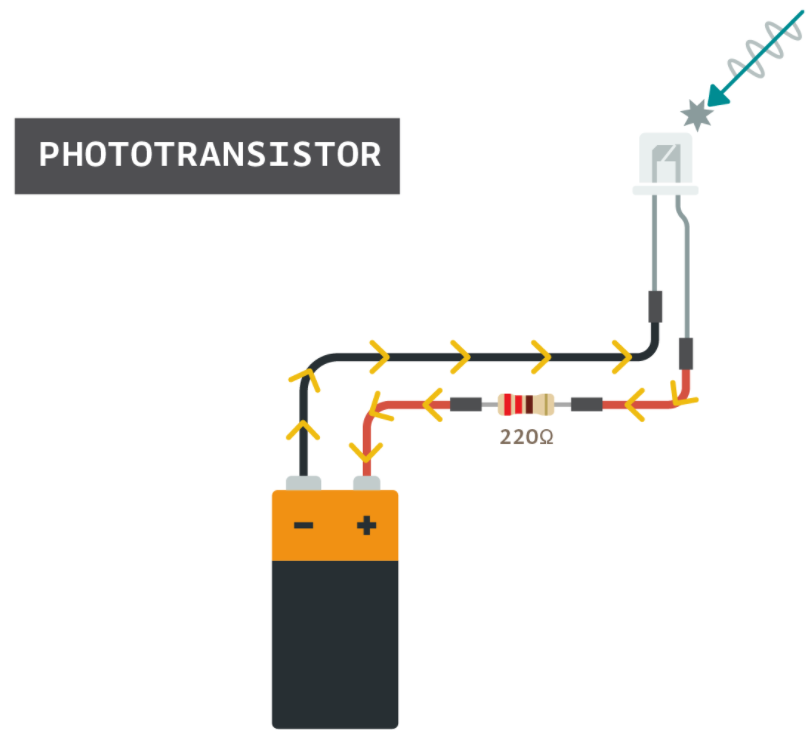 PHOTOTRANSISTOR
220Ω
- +